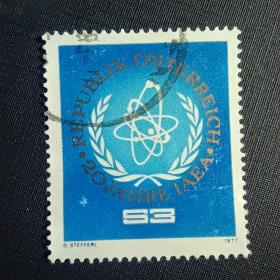 REPUBLIK ÖSTERREICH
20 JAHRE IAEA
S3
O. STEFFERL 1977